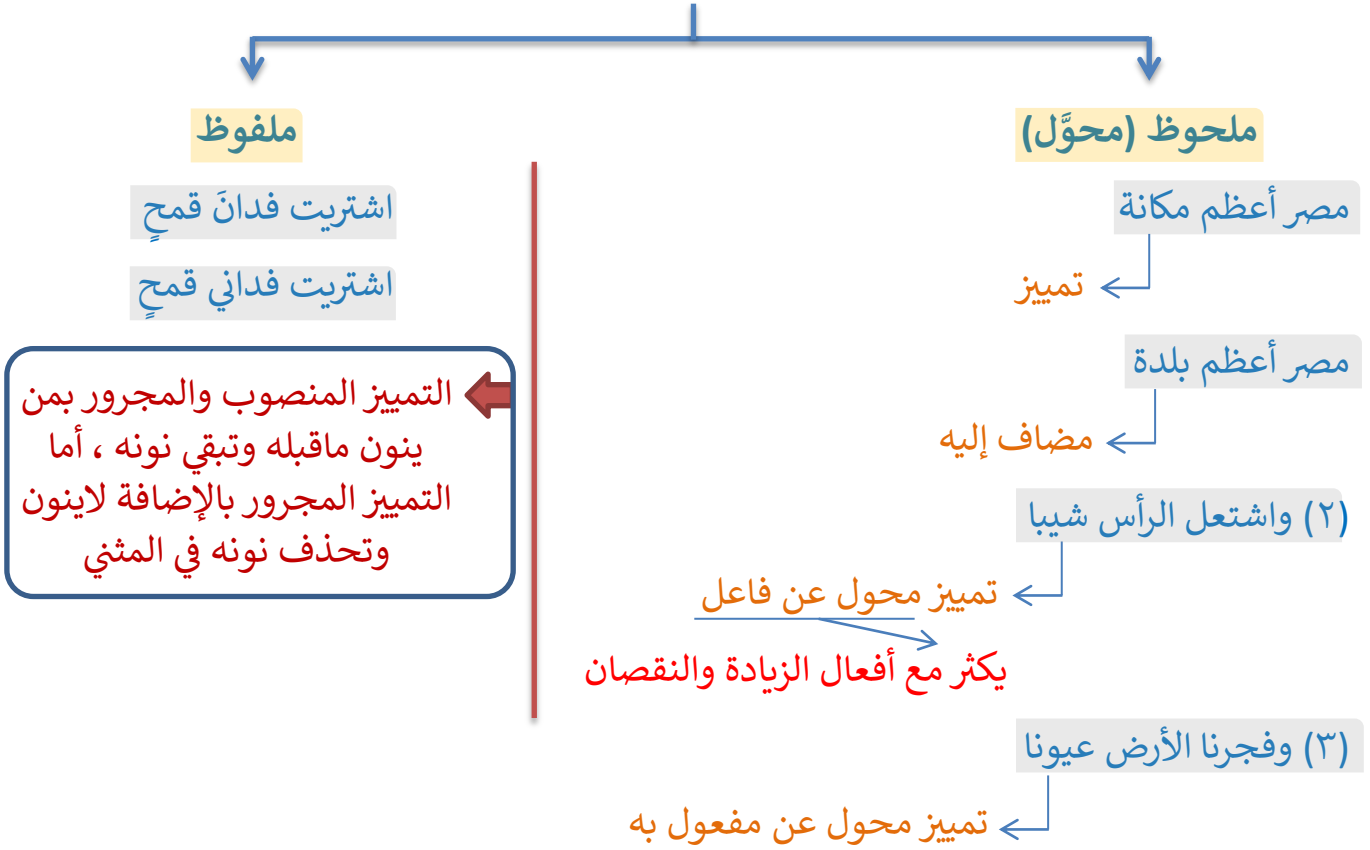 ملحوظ (محوَّل)
مصر أعظم مكانة
تمييز
مصر أعظم بلدة
مضاف إليه
(٢) واشتعل الرأس شيبا
تمييز محول عن فاعل
يكثر مع أفعال الزيادة والنقصان
(٣) وفجرنا الأرض عيونا
تمييز محول عن مفعول به
ملفوظ
اشتريت فدانَ قمحٍ
اشتريت فداني قمحٍ
التمييز المنصوب والمجرور بمن
ينون ماقبله وتبقي نونه ، أما
التمييز المجرور بالإضافة لاينون
وتحذف نونه في المثني